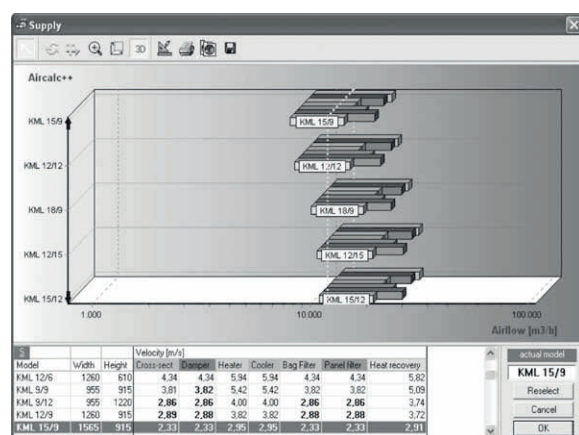 Supply
3D
Aircalc++
KML 15/9
KML 15/9
KML 12/12
KML 12/12
KML 18/9
KML 18/9
KML 12/15
KML 12/15
KML 15/12
KML 15/12
1.000 10.000 100.000
Airflow [m3/h]
S Velocity [m/s]
Model Width Height Cross-sect Damper Heater Cooler Bag Filter Panel filter Heat recovery
KML 12/6 1260 610 4,34 4,34 5,94 5,94 4,34 4,34 5,82
KML 9/9 955 915 3,81 3,82 5,42 5,42 3,82 3,82 5,09
KML 9/12 955 1220 2,86 2,86 4,00 4,00 2,86 2,86 3,74
KML 12/9 1260 915 2,89 2,88 3,82 3,82 2,88 2,88 3,72
KML 15/9 1565 915 2,33 2,33 2,95 2,95 2,33 2,33 2,91
actual model
KML 15/9
Reselect
Cancel
OK